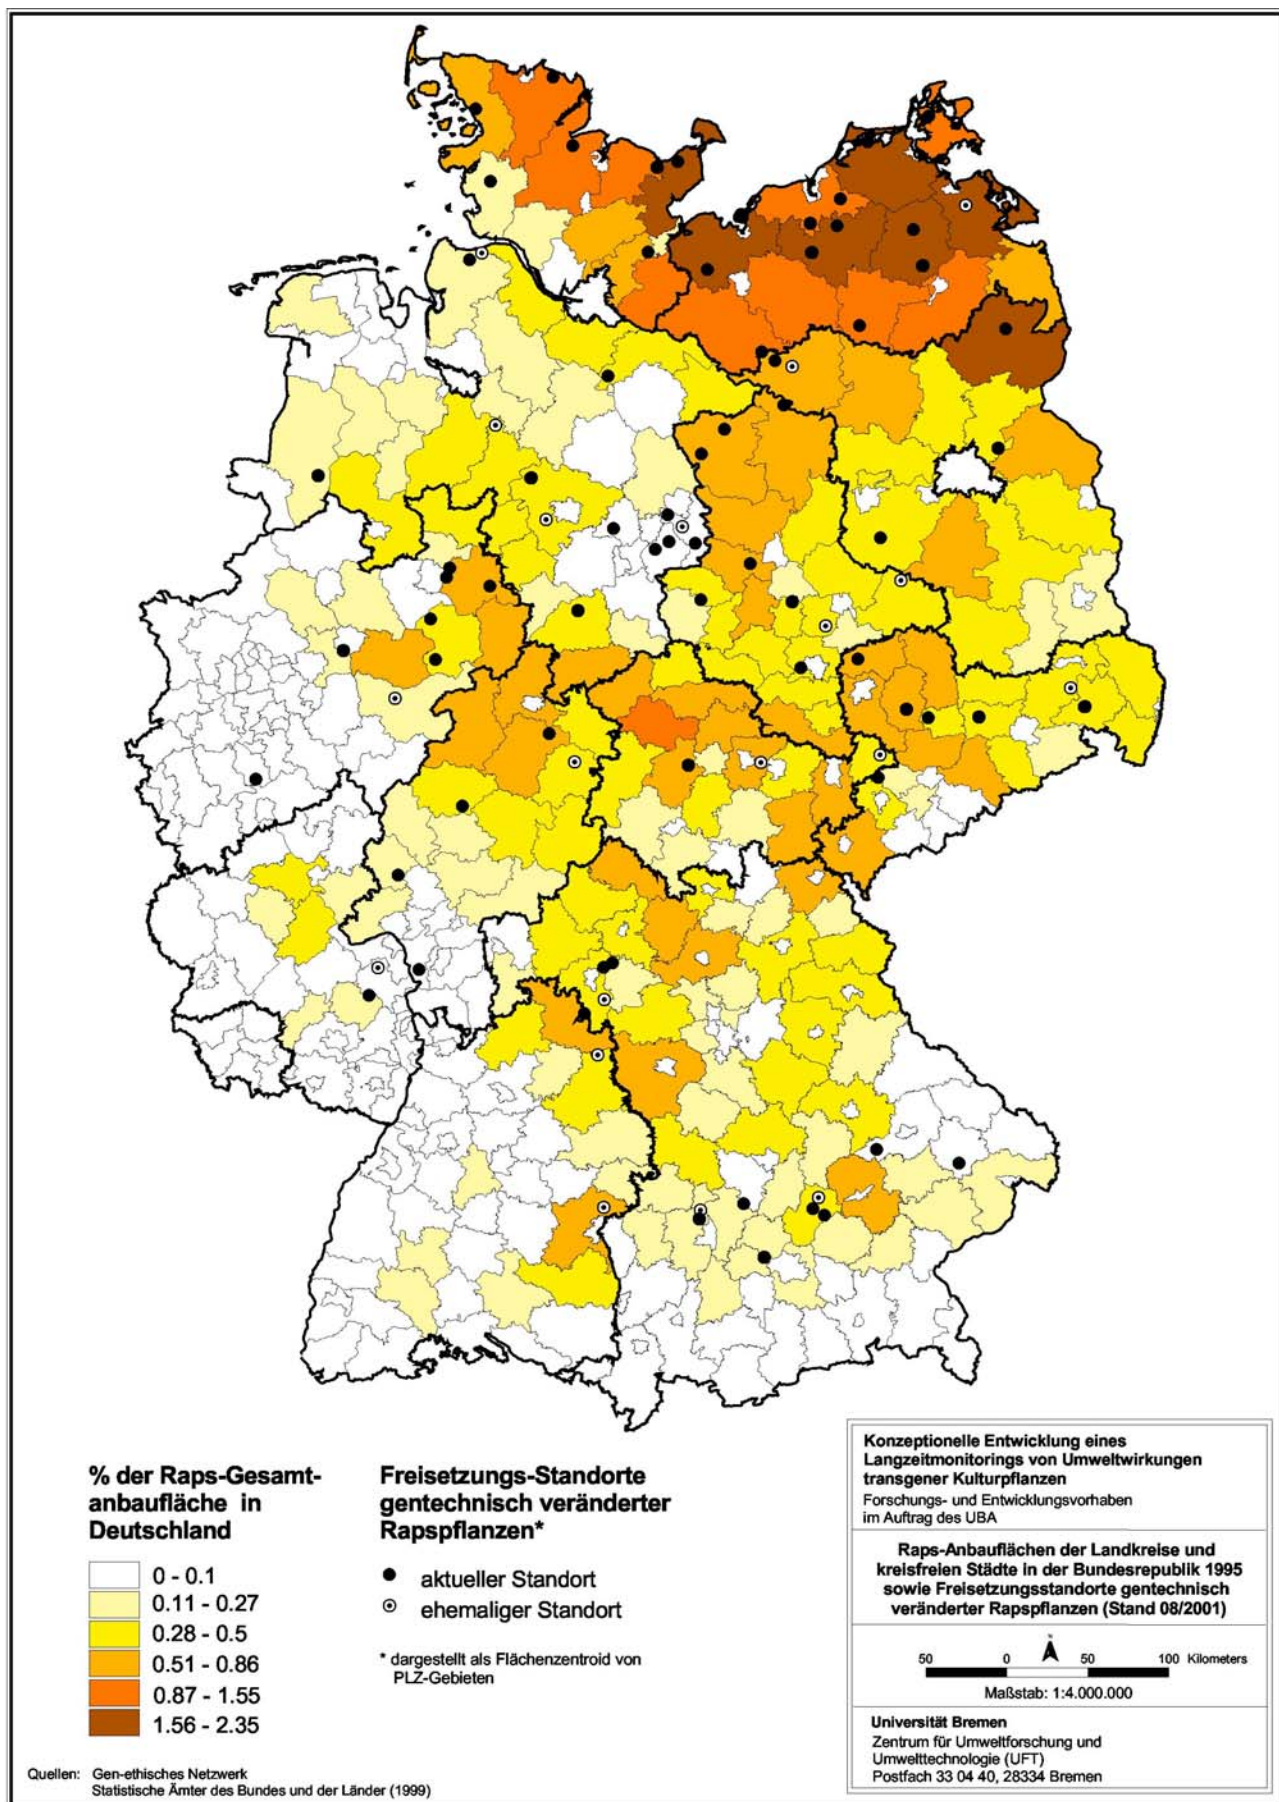 % der Raps-Gesamt-
anbaufläche in
Deutschland
0 - 0.1
0.11 - 0.27
0.28 - 0.5
0.51 - 0.86
0.87 - 1.55
1.56 - 2.35
Freisetzungs-Standorte
gentechnisch veränderter
Rapspflanzen*
aktueller Standort
ehemaliger Standort
* dargestellt als Flächenzentroid von
PLZ-Gebieten
Quellen: Gen-ethisches Netzwerk
Statistische Ämter des Bundes und der Länder (1999)
Konzeptionelle Entwicklung eines
Langzeitmonitorings von Umweltwirkungen
transgener Kulturpflanzen
Forschungs- und Entwicklungsvorhaben
im Auftrag des UBA
Raps-Anbauflächen der Landkreise und
kreisfreien Städte in der Bundesrepublik 1995
sowie Freisetzungsstandorte gentechnisch
veränderter Rapspflanzen (Stand 08/2001)
N
50 0 50 100 Kilometers
Maßstab: 1:4.000.000
Universität Bremen
Zentrum für Umweltforschung und
Umwelttechnologie (UFT)
Postfach 33 04 40, 28334 Bremen